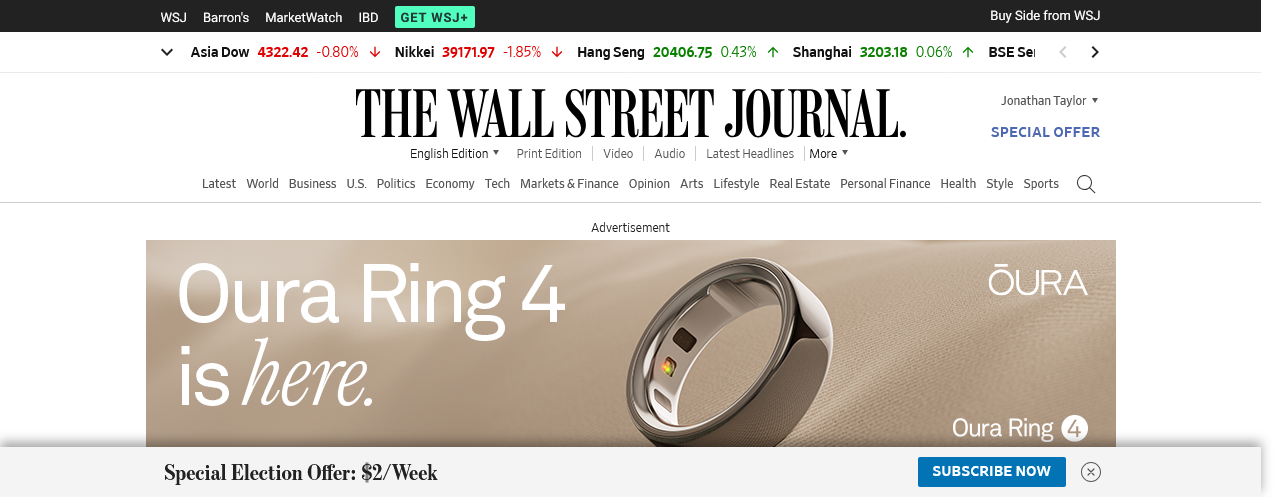 WSJ Barron's MarketWatch IBD GET WSJ+ Buy Side from WSJ
Asia Dow 4322.42 -0.80% Nikkei 39171.97 -1.85% Hang Seng 20406.75 0.43% Shanghai 3203.18 0.06% BSE
THE WALL STREET JOURNAL.
Jonathan Taylor
SPECIAL OFFER
English Edition Print Edition Video Audio Latest Headlines More
Latest World Business U.S. Politics Economy Tech Markets & Finance Opinion Arts Lifestyle Real Estate Personal Finance Health Style Sports
Advertisement
Oura Ring 4
is here.
ŌURA
Oura Ring 4
Special Election Offer: $2/Week SUBSCRIBE NOW